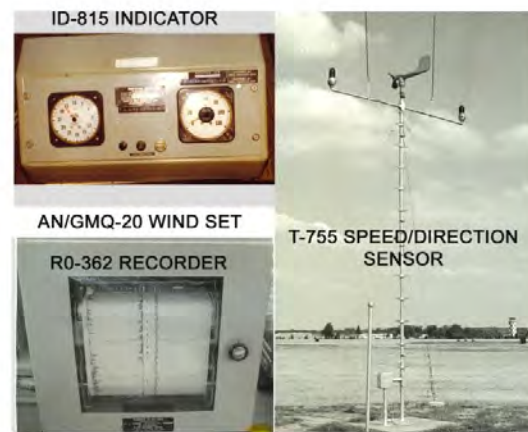 ID-815 INDICATOR
AN/GMQ-20 WIND SET
R0-362 RECORDER
T-755 SPEED/DIRECTION
SENSOR